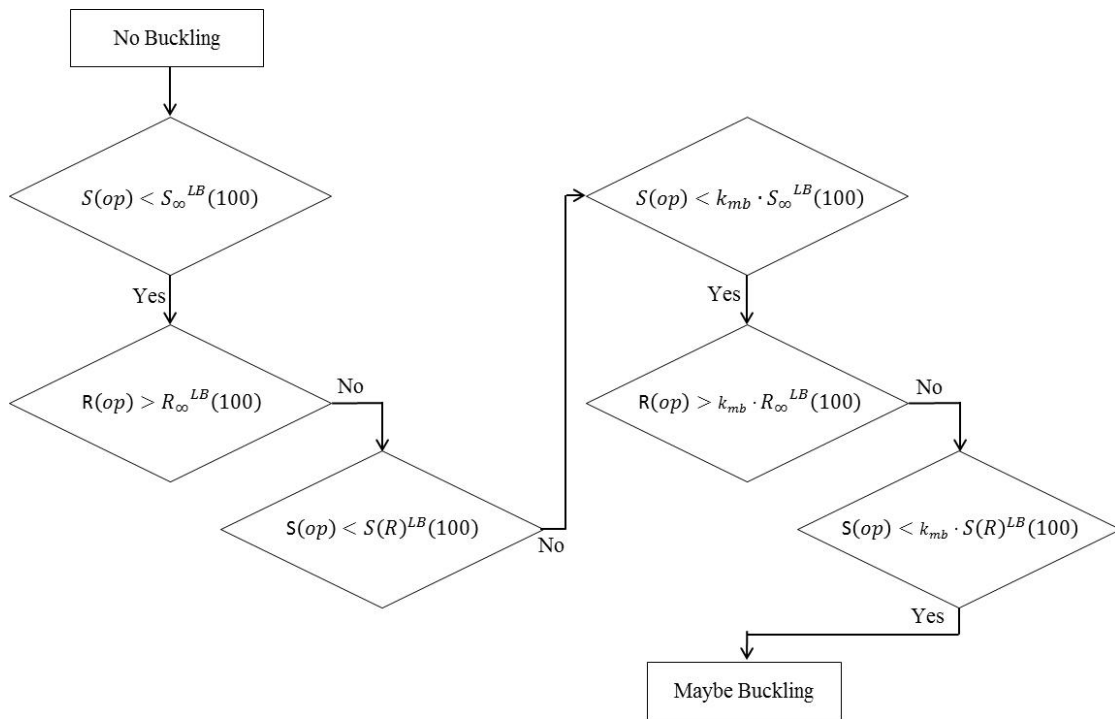 No Buckling
S(op) < S∞^LB(100)
Yes
R(op) > R∞^LB(100)
No
S(op) < S(R)^LB(100)
No
S(op) < k_mb · S∞^LB(100)
Yes
R(op) > k_mb · R∞^LB(100)
No
S(op) < k_mb · S(R)^LB(100)
Yes
Maybe Buckling